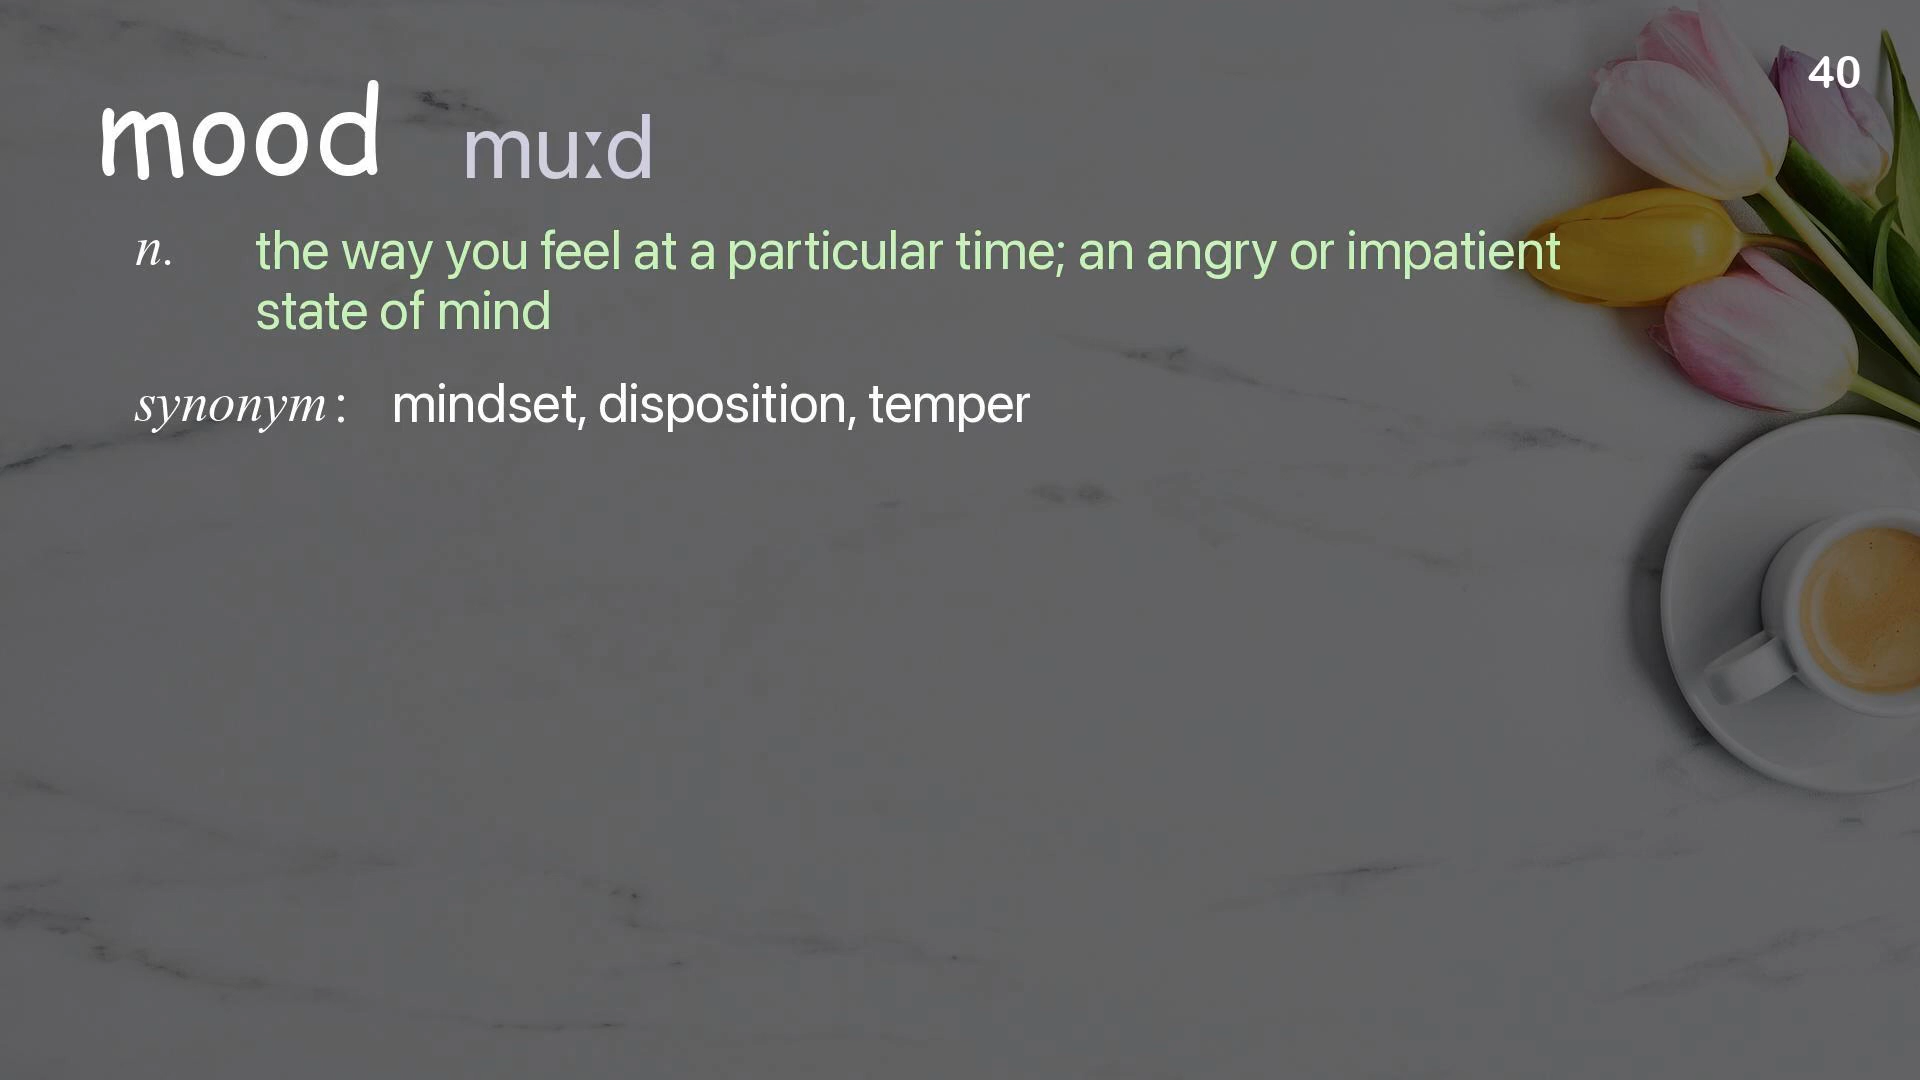 40
mood muːd
n. the way you feel at a particular time; an angry or impatient
state of mind
synonym: mindset, disposition, temper